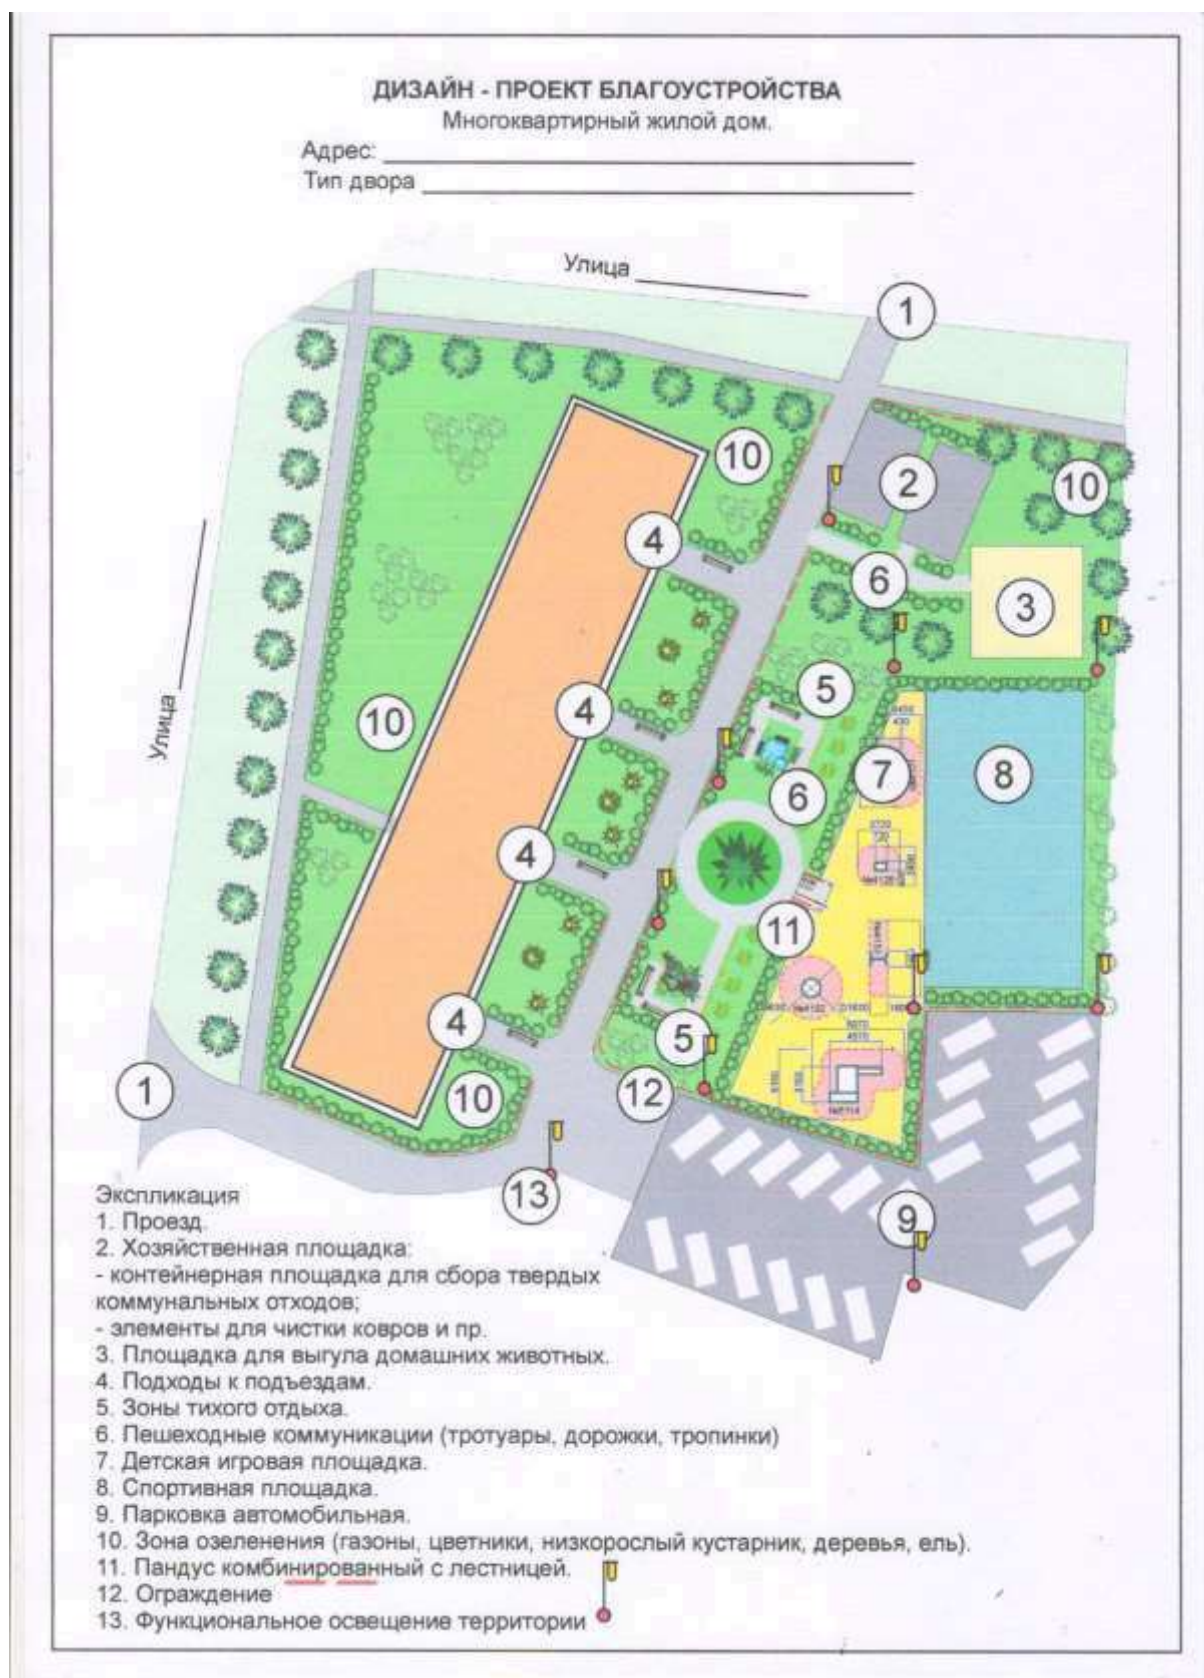 ДИЗАЙН - ПРОЕКТ БЛАГОУСТРОЙСТВА
Многоквартирный жилой дом.
Адрес:
Тип двора
Улица
1
10
2
10
4
6
3
5
4
Улица
10
7
8
6
4
11
4
5
1
10
12
13
9
Экспликация
1. Проезд.
2. Хозяйственная площадка:
- контейнерная площадка для сбора твердых
коммунальных отходов;
- элементы для чистки ковров и пр.
3. Площадка для выгула домашних животных.
4. Подходы к подъездам.
5. Зоны тихого отдыха.
6. Пешеходные коммуникации (тротуары, дорожки, тропинки)
7. Детская игровая площадка.
8. Спортивная площадка.
9. Парковка автомобильная.
10. Зона озеленения (газоны, цветники, низкорослый кустарник, деревья, ель).
11. Пандус комбинированный с лестницей.
12. Ограждение
13. Функциональное освещение территории